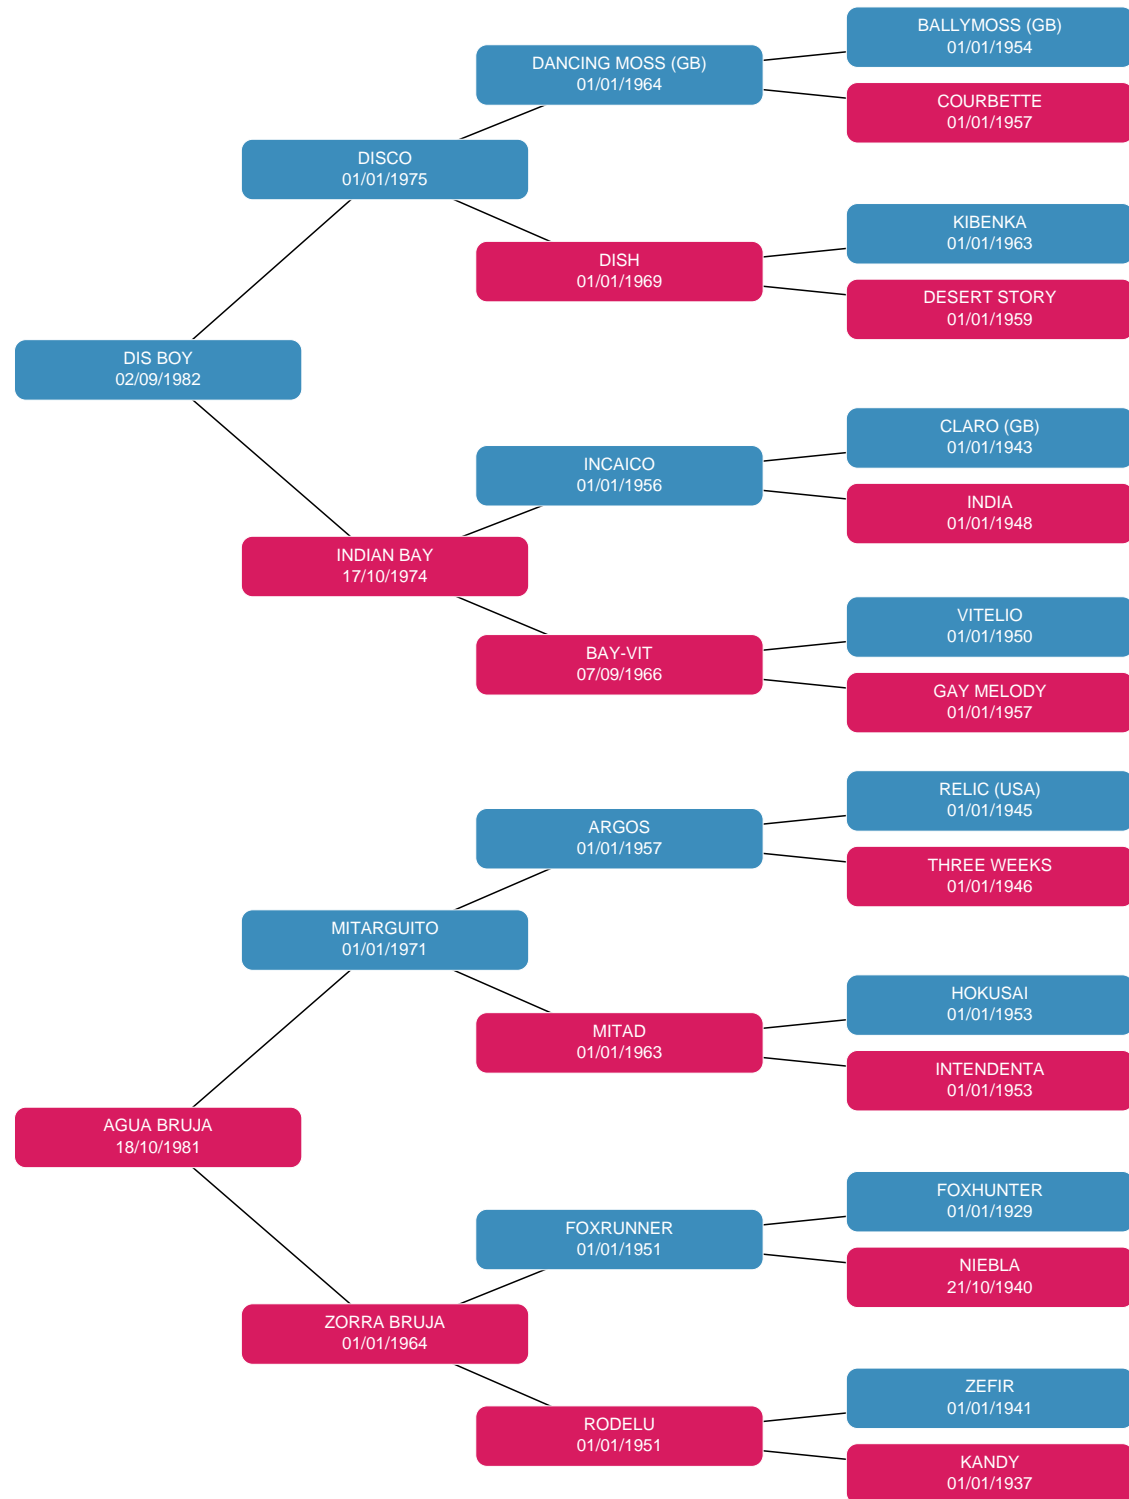 BALLYMOSS (GB)
01/01/1954
DANCING MOSS (GB)
01/01/1964
COURBETTE
01/01/1957
DISCO
01/01/1975
KIBENKA
01/01/1963
DISH
01/01/1969
DESERT STORY
01/01/1959
DIS BOY
02/09/1982
CLARO (GB)
01/01/1943
INCAICO
01/01/1956
INDIA
01/01/1948
INDIAN BAY
17/10/1974
VITELIO
01/01/1950
BAY-VIT
07/09/1966
GAY MELODY
01/01/1957
RELIC (USA)
01/01/1945
ARGOS
01/01/1957
THREE WEEKS
01/01/1946
MITARGUITO
01/01/1971
HOKUSAI
01/01/1953
MITAD
01/01/1963
INTENDENTA
01/01/1953
AGUA BRUJA
18/10/1981
FOXHUNTER
01/01/1929
FOXRUNNER
01/01/1951
NIEBLA
21/10/1940
ZORRA BRUJA
01/01/1964
ZEFIR
01/01/1941
RODELU
01/01/1951
KANDY
01/01/1937